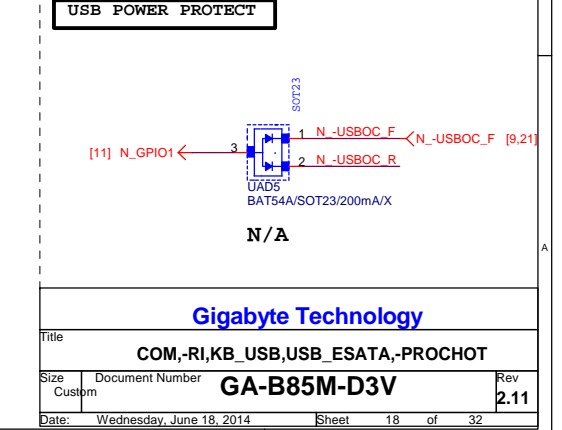 USB POWER PROTECT
SOT23
1 N_-USBOC_F
N_-USBOC_F [9,21]
[11] N_GPIO1
3
2 N_-USBOC_R
UAD5
BAT54A/SOT23/200mA/X
N/A
A
Gigabyte Technology
Title
COM,-RI,KB_USB,USB_ESATA,-PROCHOT
Size Document Number Rev
Custom GA-B85M-D3V 2.11
Date: Wednesday, June 18, 2014 Sheet 18 of 32